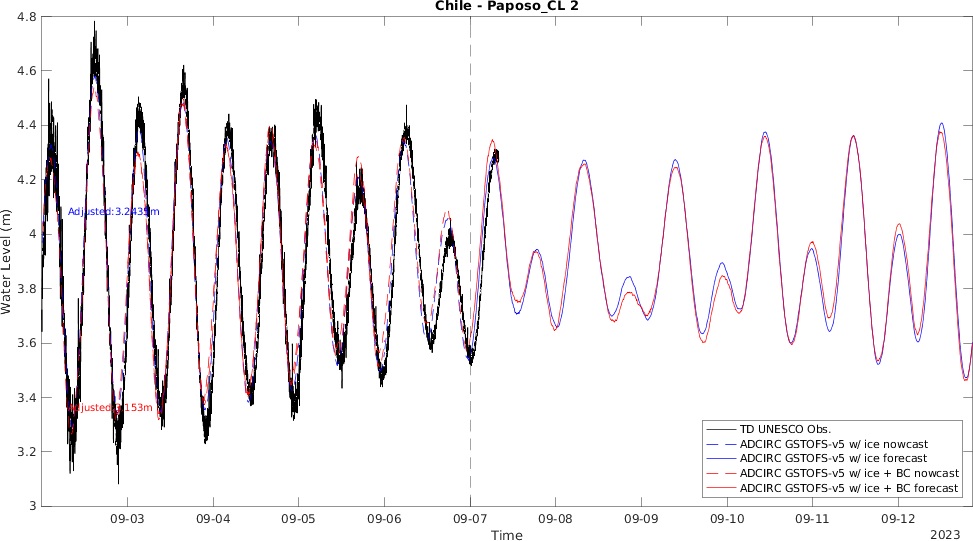 Chile - Paposo_CL 2
4.8
4.6
4.4
4.2
4
3.8
3.6
3.4
3.2
3
Water Level (m)
Adjusted:3.2435m
TD UNESCO Obs.
ADCIRC GSTOFS-v5 w/ ice nowcast
ADCIRC GSTOFS-v5 w/ ice forecast
ADCIRC GSTOFS-v5 w/ ice + BC nowcast
ADCIRC GSTOFS-v5 w/ ice + BC forecast
09-03 09-04 09-05 09-06 09-07 09-08 09-09 09-10 09-11 09-12
Time
2023